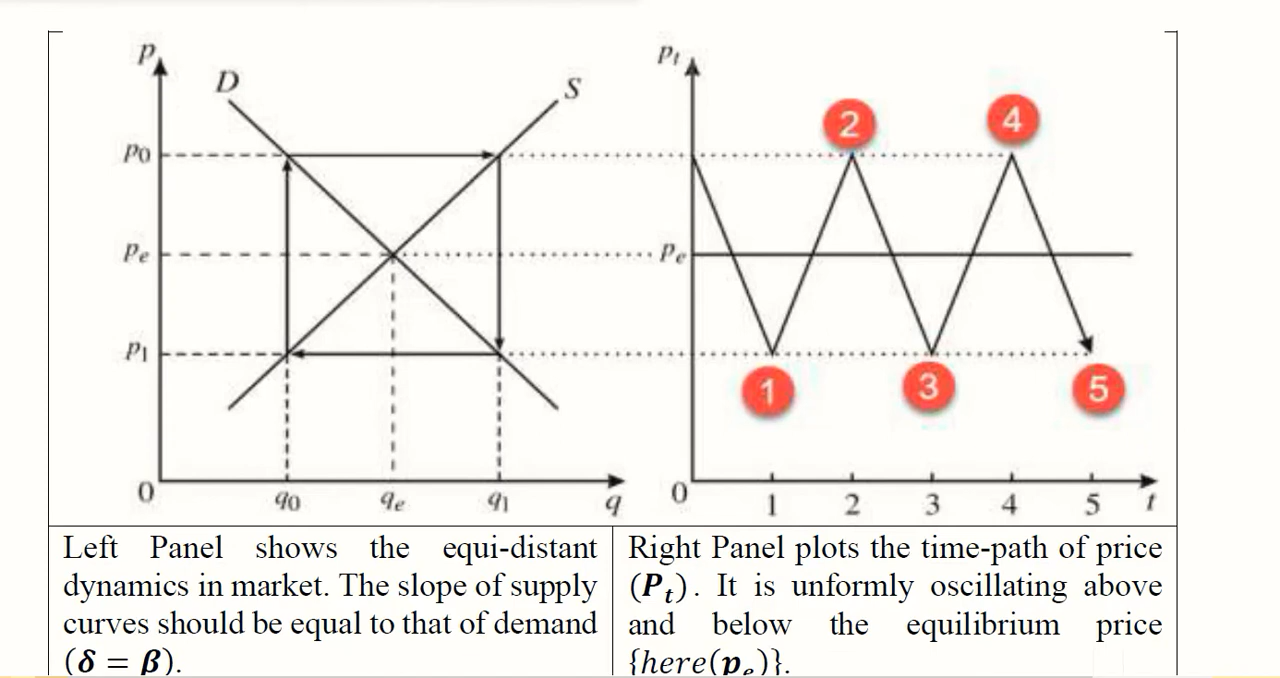 p
D
S
p0
pe
p1
0
q0
qe
q1
q
pt
2
4
pe
1
3
5
0
1
2
3
4
5
t
Left Panel shows the equi-distant
dynamics in market. The slope of supply
curves should be equal to that of demand
(δ = β).
Right Panel plots the time-path of price
(Pt). It is unformly oscillating above
and below the equilibrium price
{here(pe)}.